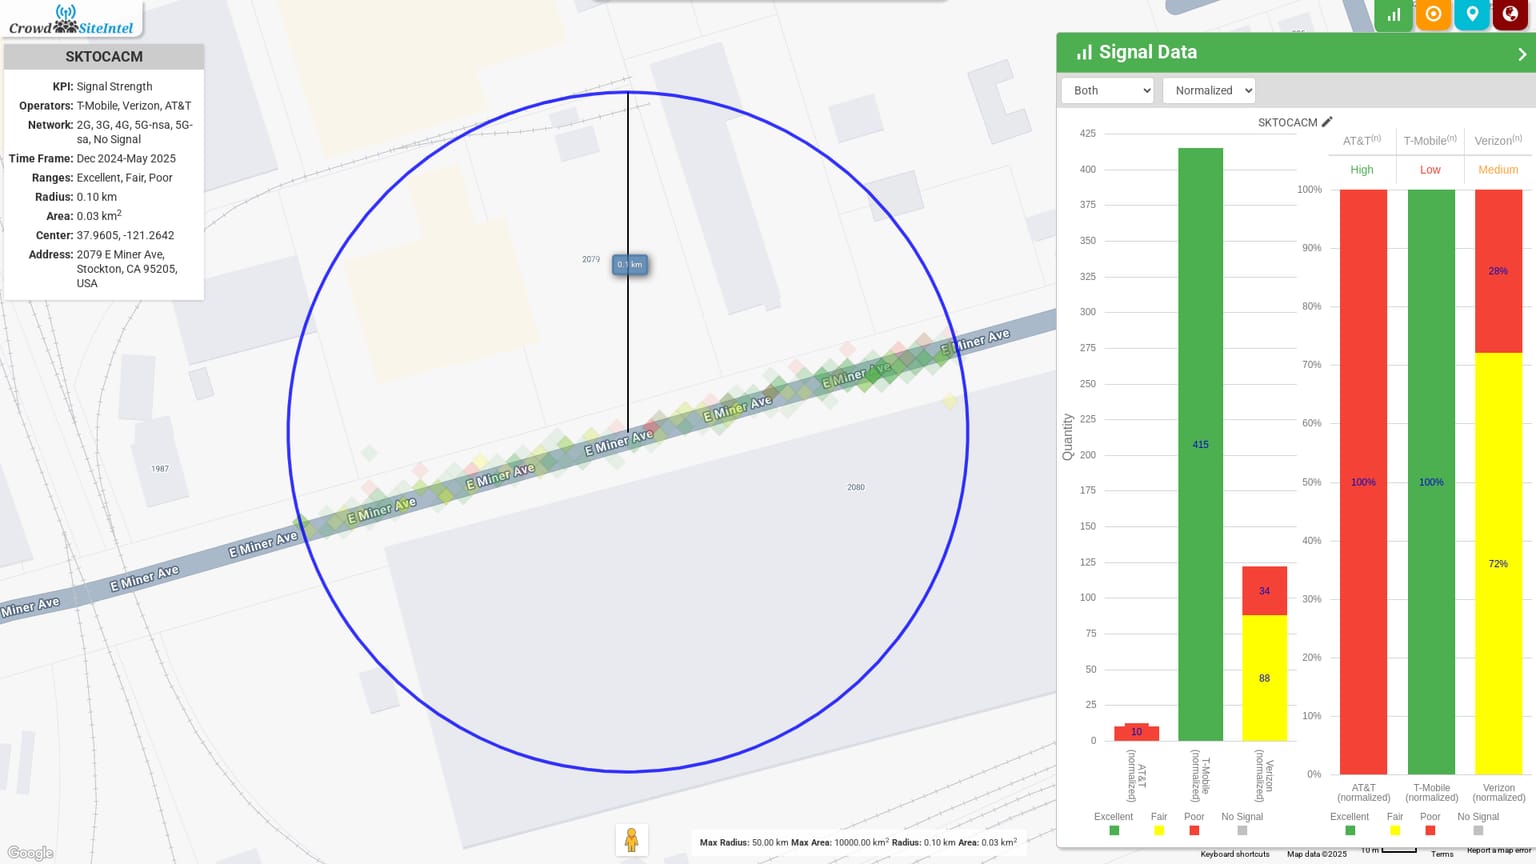 CrowdSiteIntel
SKTOCACM
KPI: Signal Strength
Operators: T-Mobile, Verizon, AT&T
Network: 2G, 3G, 4G, 5G-nsa, 5G-
sa, No Signal
Time Frame: Dec 2024-May 2025
Ranges: Excellent, Fair, Poor
Radius: 0.10 km
Area: 0.03 km2
Center: 37.9605, -121.2642
Address: 2079 E Miner Ave,
Stockton, CA 95205,
USA
2079
0.1 km
E Miner Ave
E Miner Ave
E Miner Ave
E Miner Ave
E Miner Ave
E Miner Ave
E Miner Ave
E Miner Ave
Miner Ave
1987
2080
Google
Max Radius: 50.00 km Max Area: 10000.00 km2 Radius: 0.10 km Area: 0.03 km2
Signal Data
Both
Normalized
SKTOCACM
425
400
375
350
325
300
275
250
225
200
175
150
125
100
75
50
25
0
Quantity
10
415
34
88
AT&T
(normalized)
T-Mobile
(normalized)
Verizon
(normalized)
Excellent Fair Poor No Signal
AT&T(n) T-Mobile(n) Verizon(n)
High Low Medium
100%
90%
80%
70%
60%
50%
40%
30%
20%
10%
0%
100%
100%
28%
72%
AT&T
(normalized)
T-Mobile
(normalized)
Verizon
(normalized)
Excellent Fair Poor No Signal
Keyboard shortcuts Map data ©2025 10 m Terms Report a map error